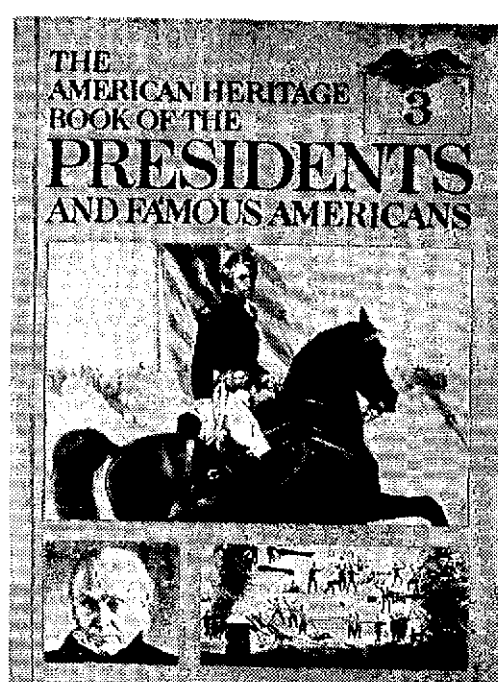 THE
AMERICAN HERITAGE
BOOK OF THE
3
PRESIDENTS
AND FAMOUS AMERICANS